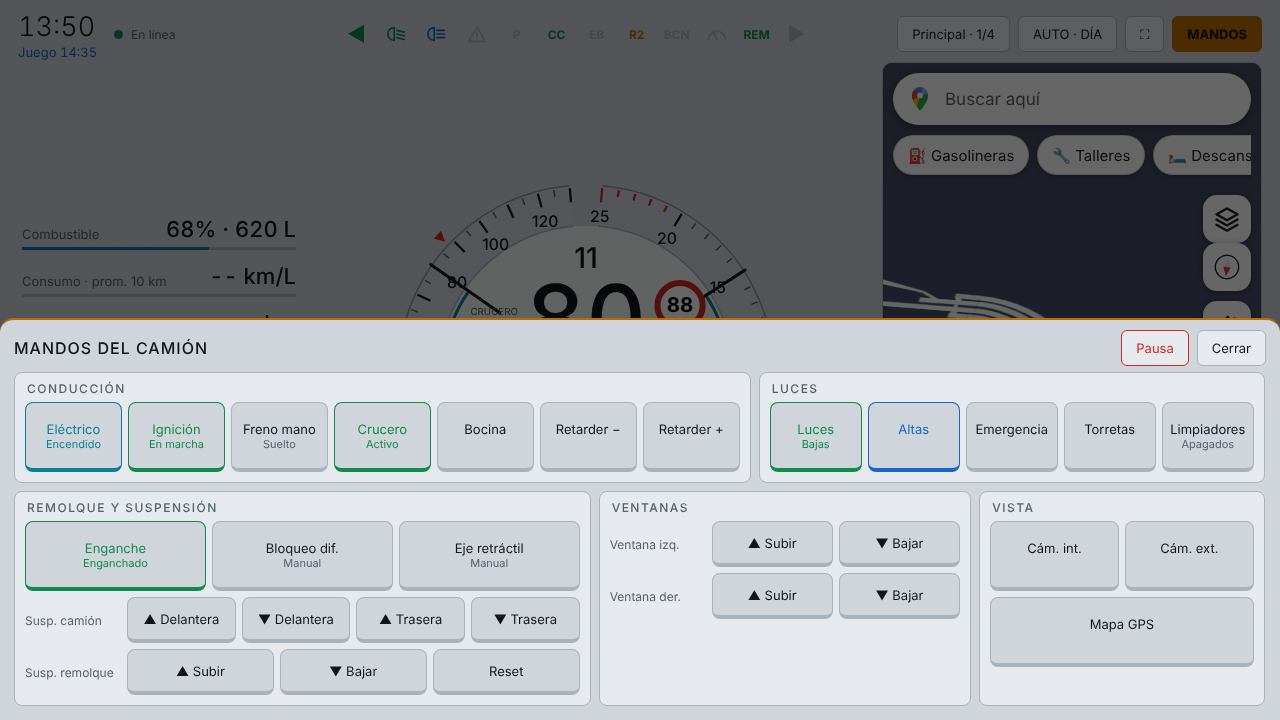 13:50
En línea
Juego 14:35
P CC EB R2 BCN REM
Principal · 1/4
AUTO · DÍA
MANDOS
Buscar aquí
Gasolineras
Talleres
Descans
Combustible 68% · 620 L
Consumo · prom. 10 km -- km/L
80
100
120
25
20
15
11
CRUCERO
80
88
MANDOS DEL CAMIÓN
Pausa
Cerrar
CONDUCCIÓN
Eléctrico
Encendido
Ignición
En marcha
Freno mano
Suelto
Crucero
Activo
Bocina
Retarder −
Retarder +
LUCES
Luces
Bajas
Altas
Emergencia
Torretas
Limpiadores
Apagados
REMOLQUE Y SUSPENSIÓN
Enganche
Enganchado
Bloqueo dif.
Manual
Eje retráctil
Manual
Susp. camión
▲ Delantera
▼ Delantera
▲ Trasera
▼ Trasera
Susp. remolque
▲ Subir
▼ Bajar
Reset
VENTANAS
Ventana izq.
▲ Subir
▼ Bajar
Ventana der.
▲ Subir
▼ Bajar
VISTA
Cám. int.
Cám. ext.
Mapa GPS